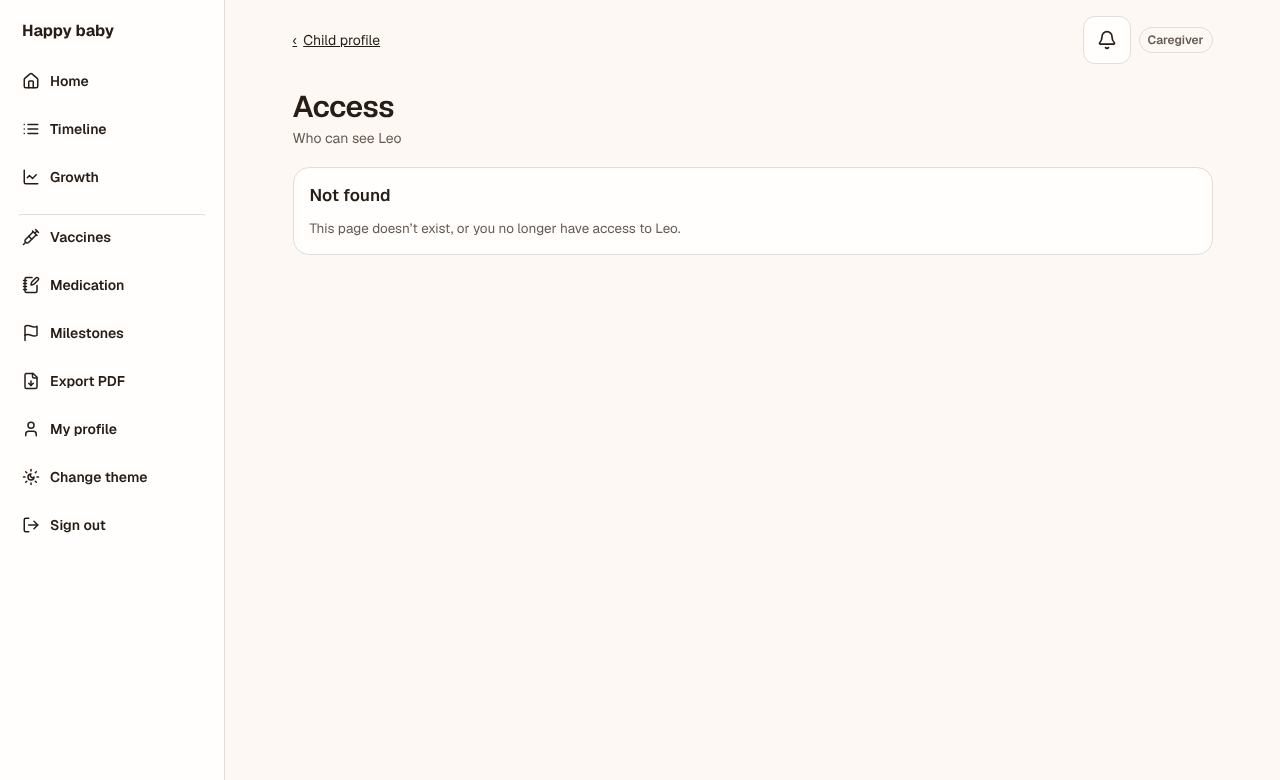 Happy baby
Home
Timeline
Growth
Vaccines
Medication
Milestones
Export PDF
My profile
Change theme
Sign out
‹ Child profile
Caregiver
Access
Who can see Leo
Not found
This page doesn’t exist, or you no longer have access to Leo.